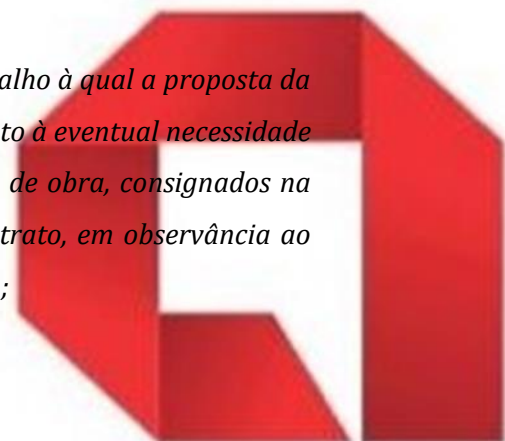 alho à qual a proposta da
to à eventual necessidade
de obra, consignados na
trato, em observância ao
;